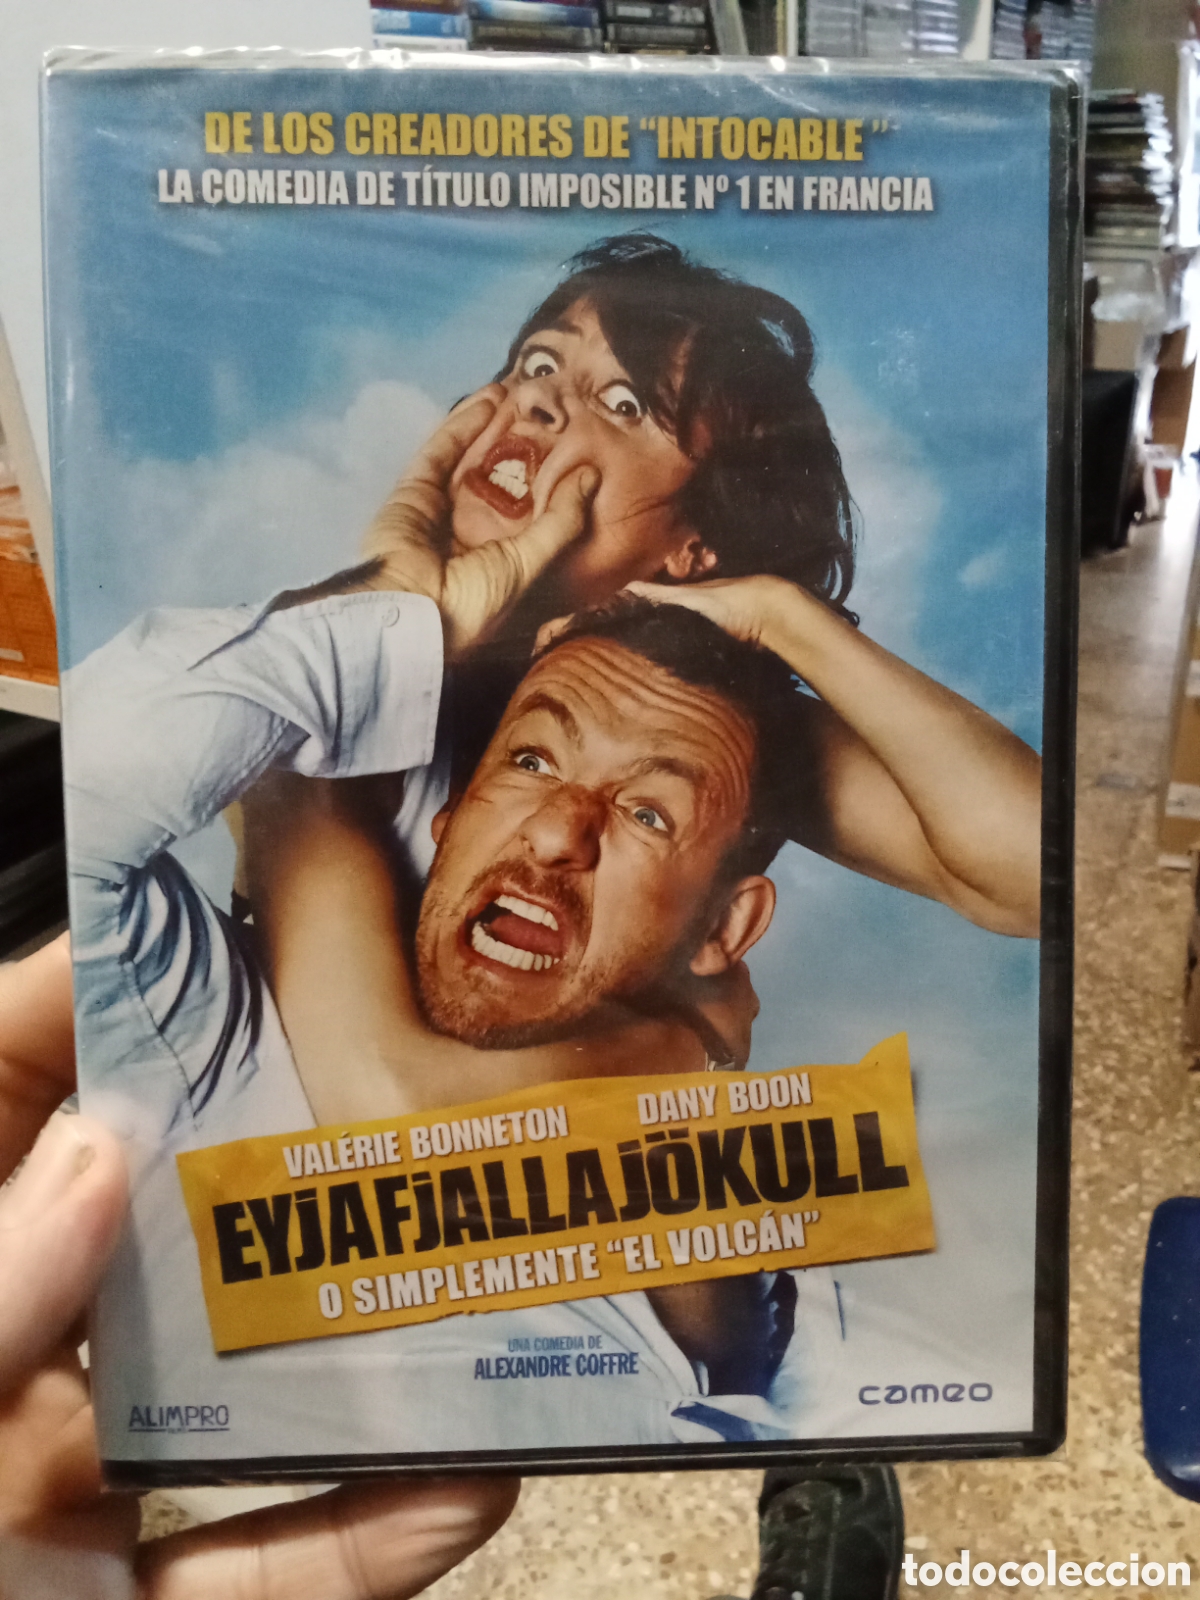 DE LOS CREADORES DE "INTOCABLE"
LA COMEDIA DE TÍTULO IMPOSIBLE Nº 1 EN FRANCIA
VALÉRIE BONNETON DANY BOON
EYjAFjALLAjÖKULL
O SIMPLEMENTE "EL VOLCÁN"
UNA COMEDIA DE
ALEXANDRE COFFRE
ALIMPRO
cameo
todocoleccion